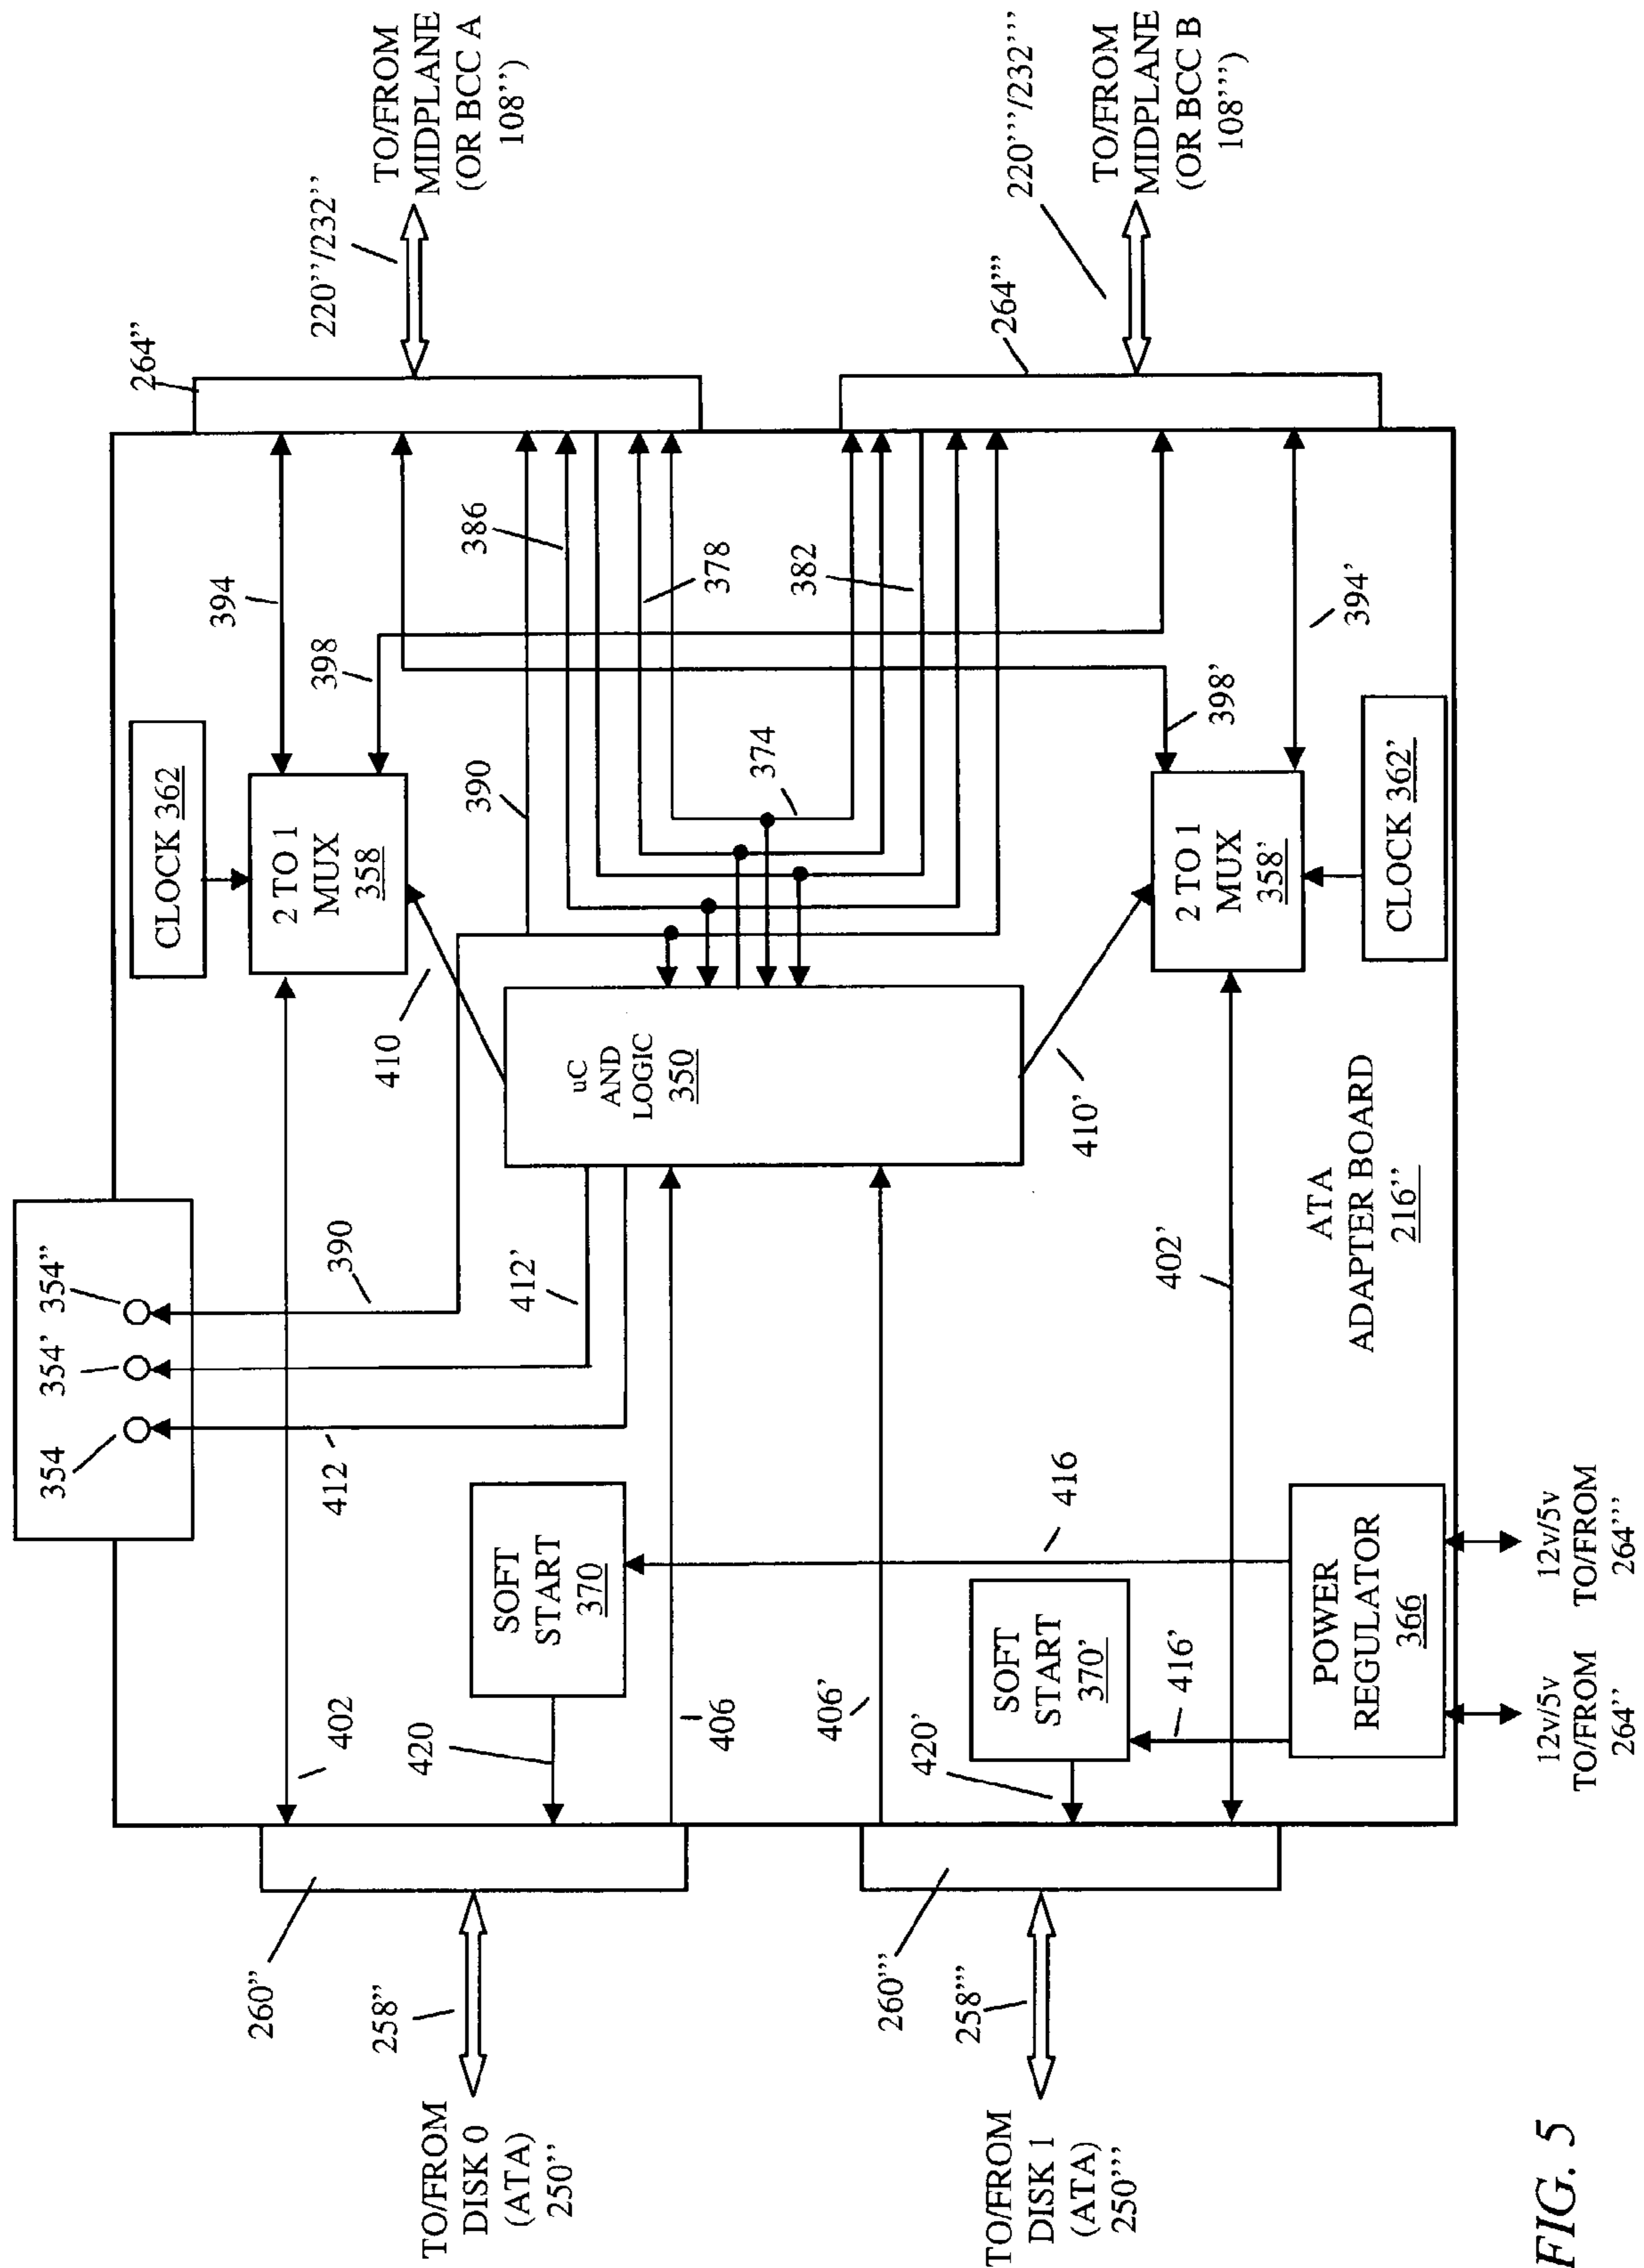 TO/FROM
MIDPLANE
(OR BCC A
108’’)
220’’/232’’
264’’
TO/FROM
MIDPLANE
(OR BCC B
108’’’)
220’’’/232’’’
264’’’
394
398
386
378
382
394’
398’
390
374
CLOCK 362
2 TO 1
MUX
358
410
uC
AND
LOGIC
350
410’
2 TO 1
MUX
358’
CLOCK 362’
354
354’
354’’
390
412’
412
402
402’
ATA
ADAPTER BOARD
216’’
SOFT
START
370
416
SOFT
START
370’
416’
POWER
REGULATOR
366
12v/5v
TO/FROM
264’’
12v/5v
TO/FROM
264’’’
420
406
406’
420’
260’’
258’’
260’’’
258’’’
TO/FROM
DISK 0
(ATA)
250’’
TO/FROM
DISK 1
(ATA)
250’’’
FIG. 5